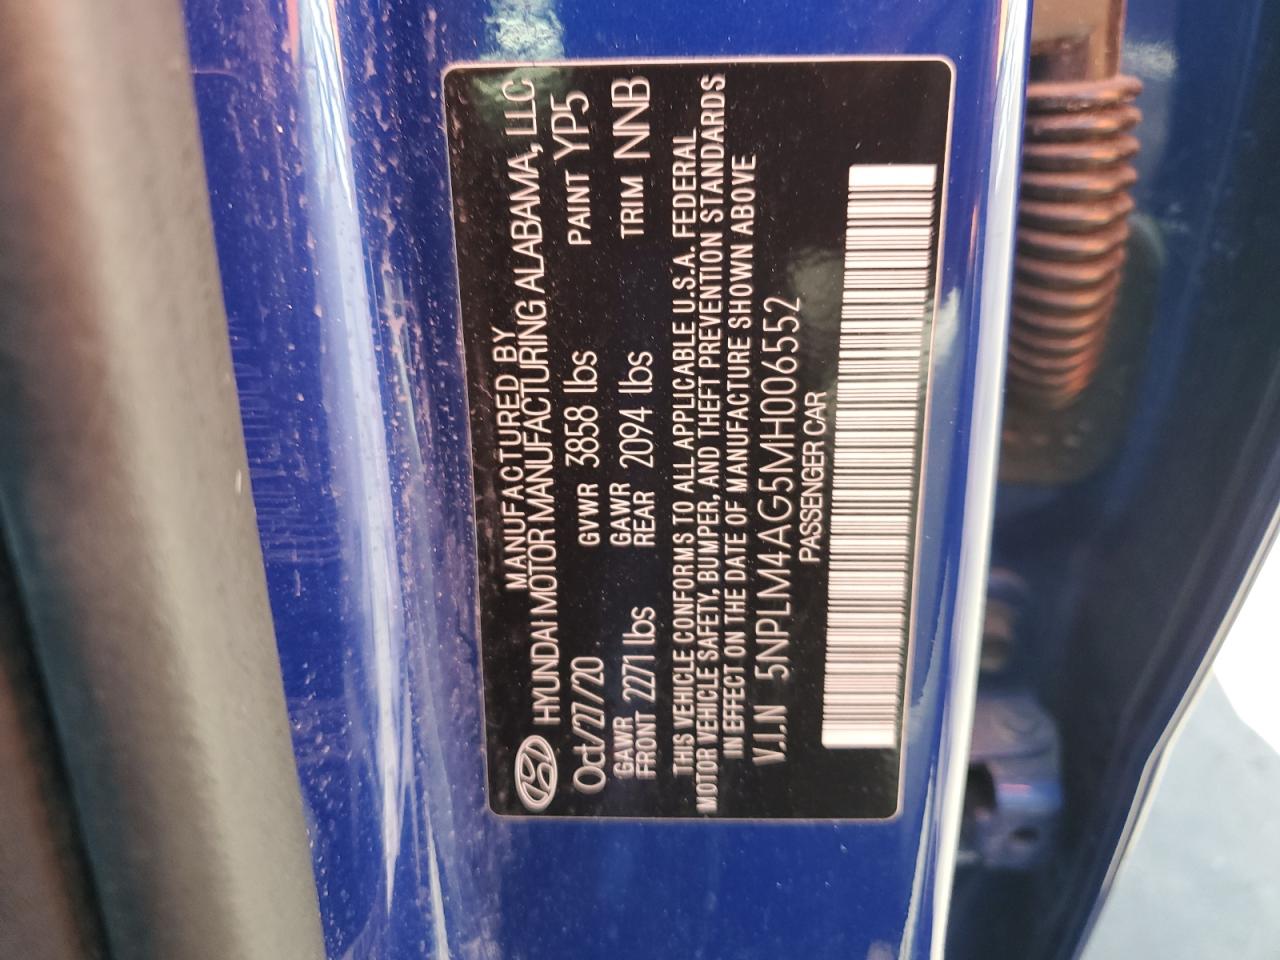 MANUFACTURED BY
HYUNDAI MOTOR MANUFACTURING ALABAMA, LLC
Oct/27/20 GVWR 3858 lbs PAINT YP5
GAWR FRONT 2271 lbs GAWR REAR 2094 lbs TRIM NNB
THIS VEHICLE CONFORMS TO ALL APPLICABLE U.S.A. FEDERAL
MOTOR VEHICLE SAFETY, BUMPER, AND THEFT PREVENTION STANDARDS
IN EFFECT ON THE DATE OF MANUFACTURE SHOWN ABOVE
V.I.N 5NPLM4AG5MH006552
PASSENGER CAR